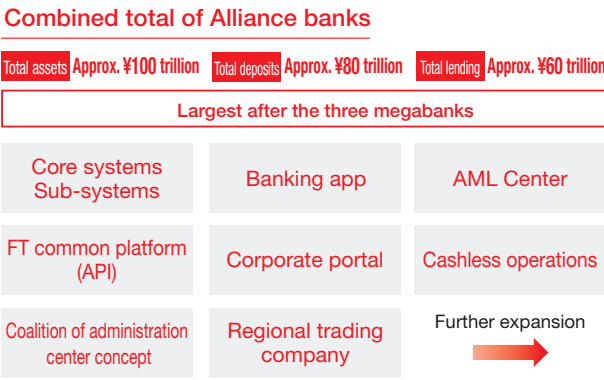 Combined total of Alliance banks
Total assets Approx. ¥100 trillion Total deposits Approx. ¥80 trillion Total lending Approx. ¥60 trillion
Largest after the three megabanks
Core systems
Sub-systems
Banking app
AML Center
FT common platform
(API)
Corporate portal
Cashless operations
Coalition of administration
center concept
Regional trading
company
Further expansion